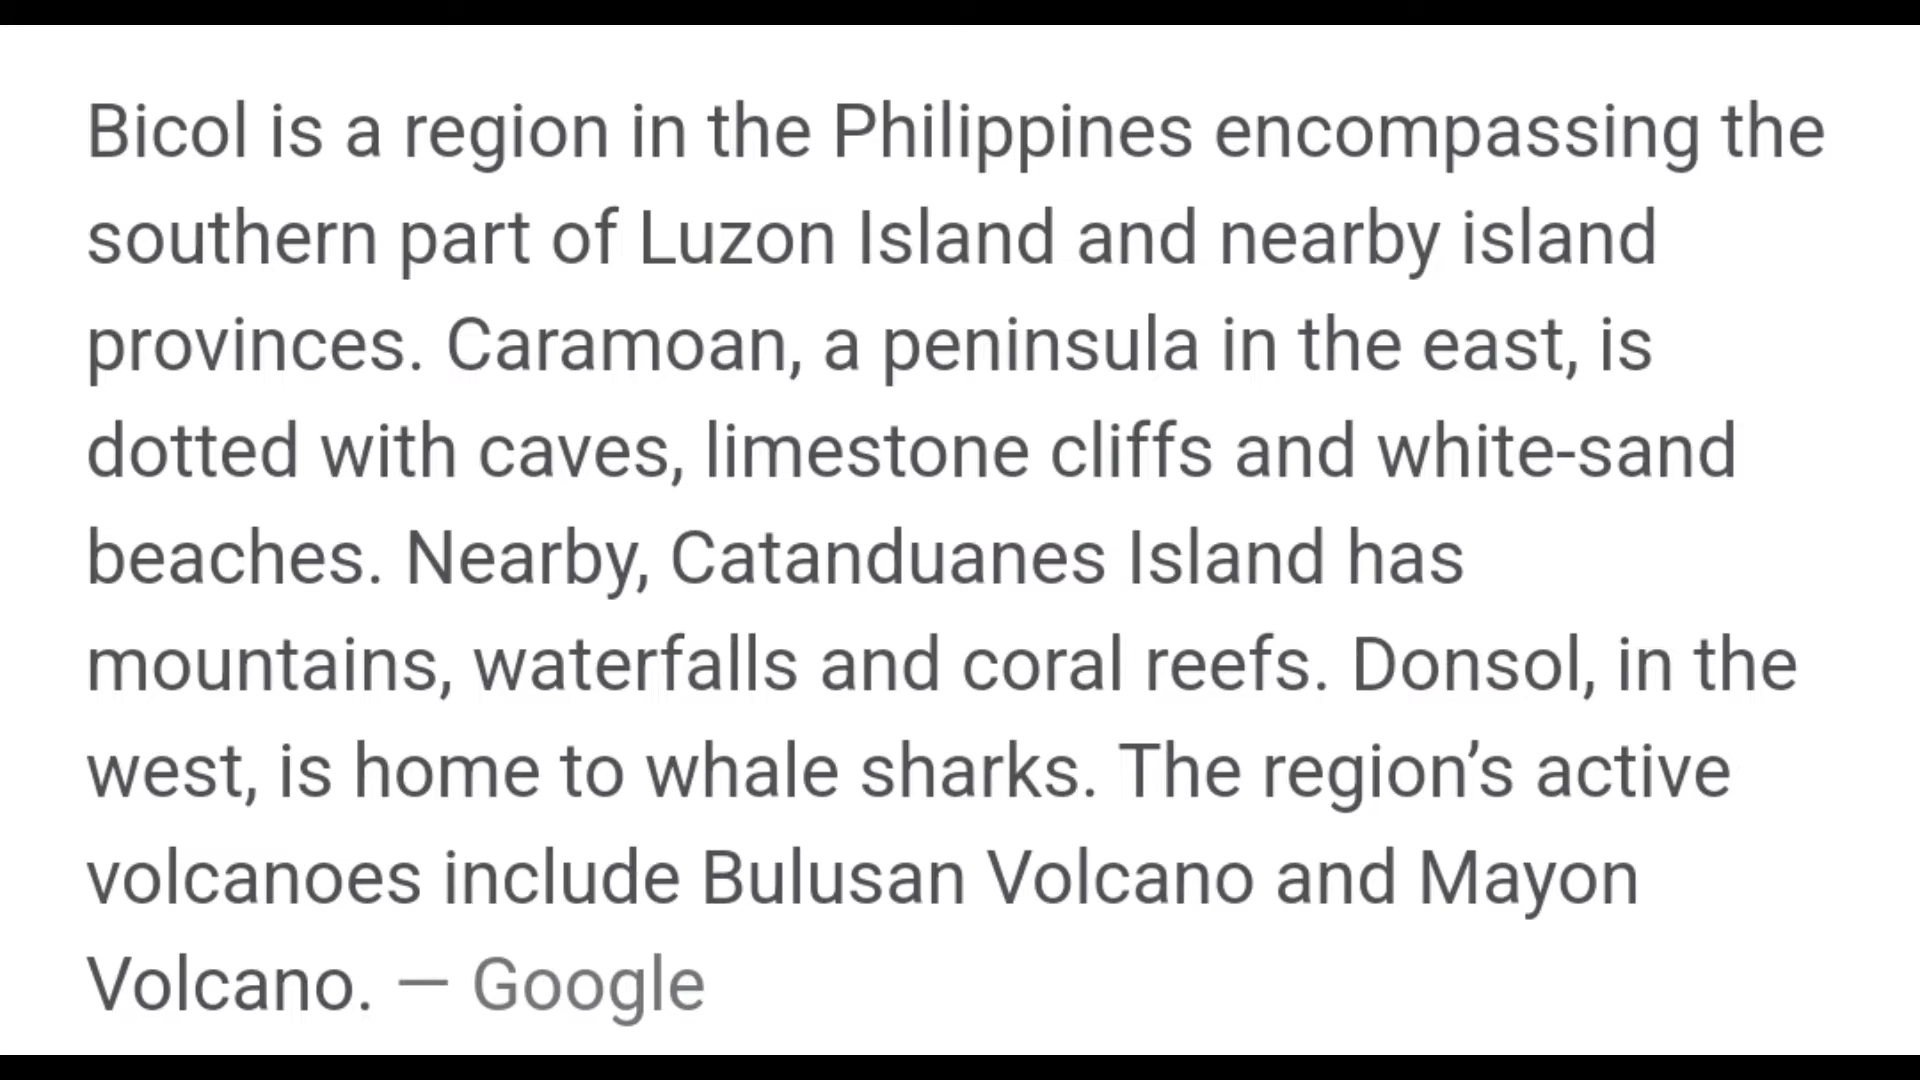 Bicol is a region in the Philippines encompassing the
southern part of Luzon Island and nearby island
provinces. Caramoan, a peninsula in the east, is
dotted with caves, limestone cliffs and white-sand
beaches. Nearby, Catanduanes Island has
mountains, waterfalls and coral reefs. Donsol, in the
west, is home to whale sharks. The region’s active
volcanoes include Bulusan Volcano and Mayon
Volcano. — Google